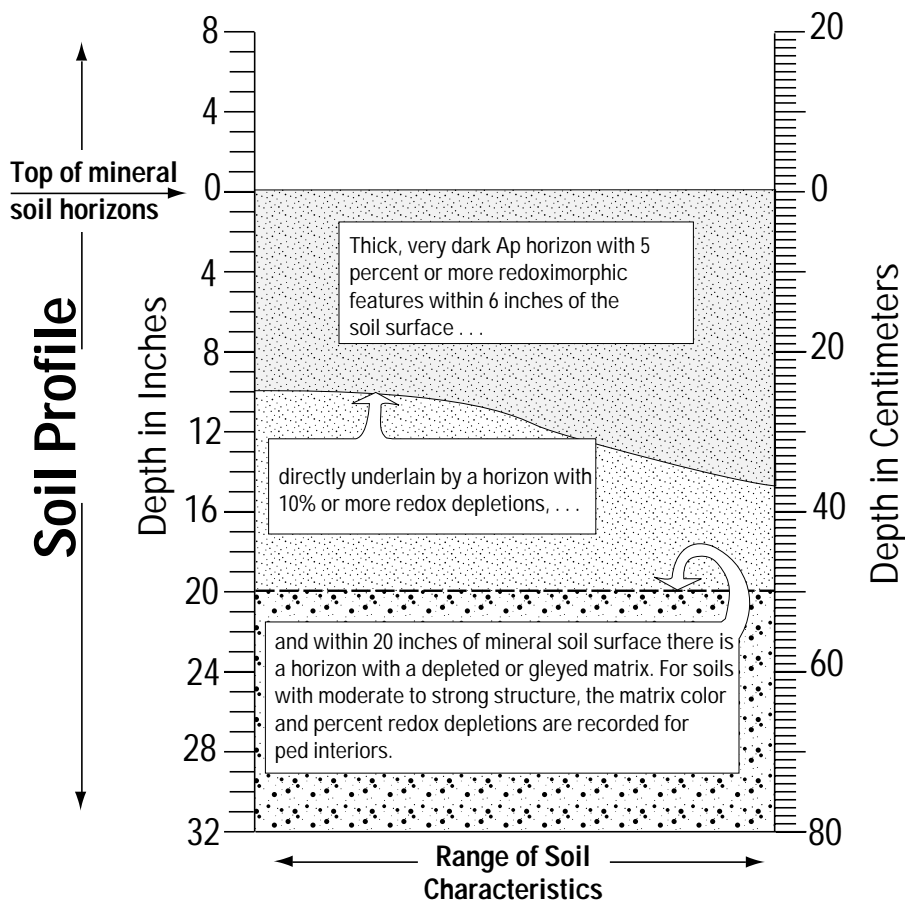 Soil Profile
Top of mineral
soil horizons
Depth in Inches
8
4
0
4
8
12
16
20
24
28
32
Thick, very dark Ap horizon with 5
percent or more redoximorphic
features within 6 inches of the
soil surface . . .
directly underlain by a horizon with
10% or more redox depletions, . . .
and within 20 inches of mineral soil surface there is
a horizon with a depleted or gleyed matrix. For soils
with moderate to strong structure, the matrix color
and percent redox depletions are recorded for
ped interiors.
20
0
20
40
60
80
Depth in Centimeters
Range of Soil
Characteristics